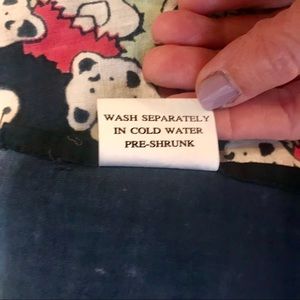 WASH SEPARATELY
IN COLD WATER
PRE-SHRUNK